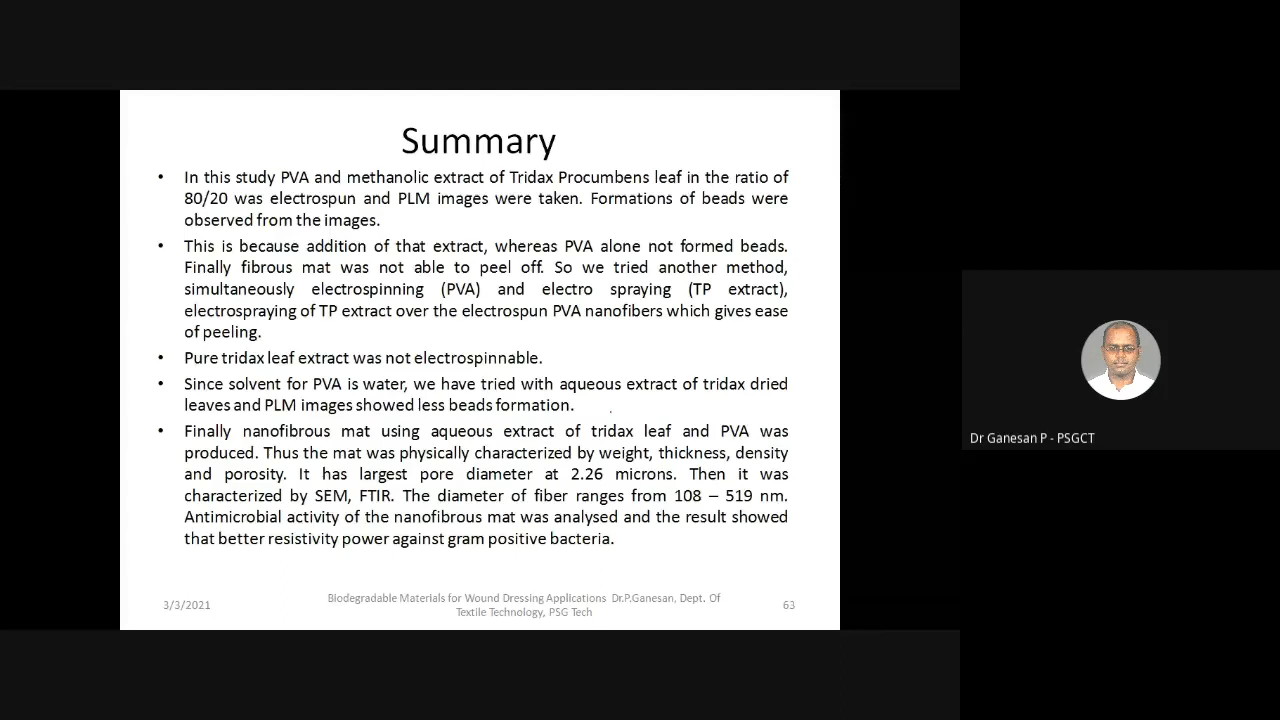 Summary
• In this study PVA and methanolic extract of Tridax Procumbens leaf in the ratio of
80/20 was electrospun and PLM images were taken. Formations of beads were
observed from the images.
• This is because addition of that extract, whereas PVA alone not formed beads.
Finally fibrous mat was not able to peel off. So we tried another method,
simultaneously electrospinning (PVA) and electro spraying (TP extract),
electrospraying of TP extract over the electrospun PVA nanofibers which gives ease
of peeling.
• Pure tridax leaf extract was not electrospinnable.
• Since solvent for PVA is water, we have tried with aqueous extract of tridax dried
leaves and PLM images showed less beads formation.
• Finally nanofibrous mat using aqueous extract of tridax leaf and PVA was
produced. Thus the mat was physically characterized by weight, thickness, density
and porosity. It has largest pore diameter at 2.26 microns. Then it was
characterized by SEM, FTIR. The diameter of fiber ranges from 108 – 519 nm.
Antimicrobial activity of the nanofibrous mat was analysed and the result showed
that better resistivity power against gram positive bacteria.
3/3/2021
Biodegradable Materials for Wound Dressing Applications Dr.P.Ganesan, Dept. Of
Textile Technology, PSG Tech
63
Dr Ganesan P - PSGCT